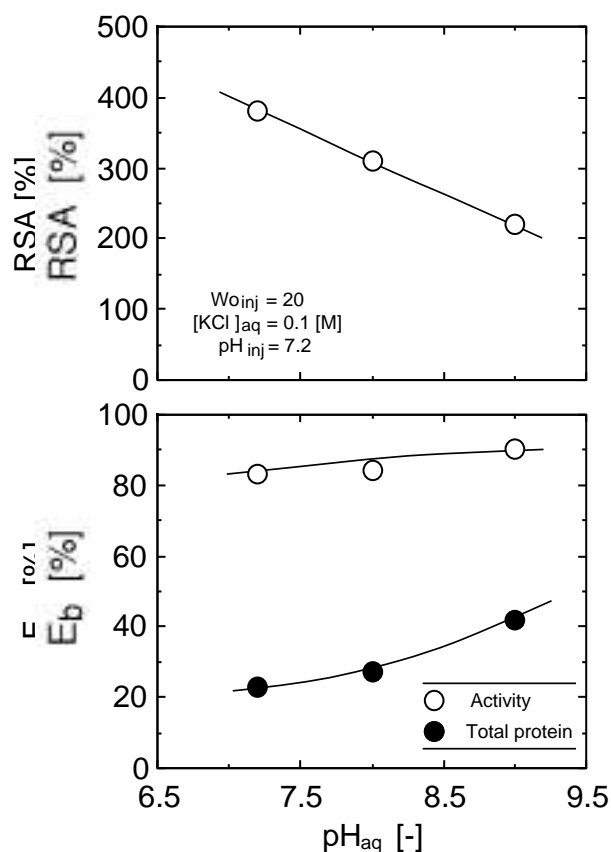 500
400
300
200
100
0
RSA [%]
RSA [%]
Wo inj = 20
[KCl ]aq = 0.1 [M]
pH inj = 7.2
100
80
60
40
20
0
Eb [%]
Activity
Total protein
6.5 7.5 8.5 9.5
pHaq [-]